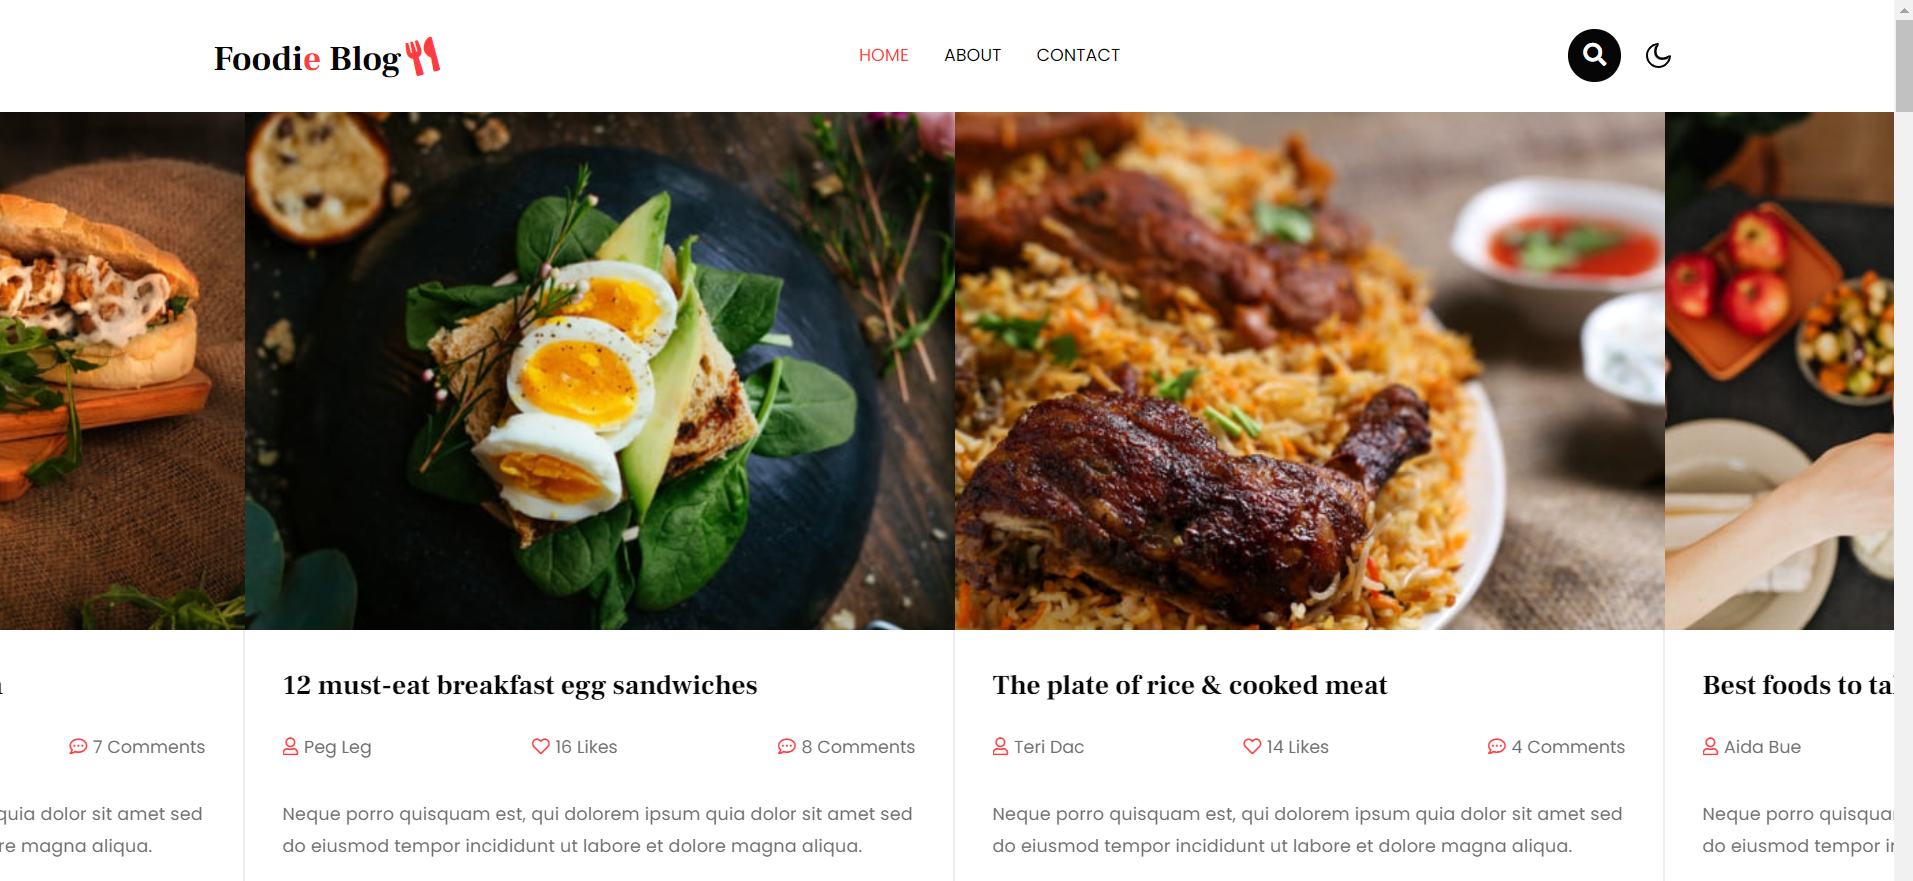 Foodie Blog
HOME ABOUT CONTACT
7 Comments
quia dolor sit amet sed
magna aliqua.
12 must-eat breakfast egg sandwiches
Peg Leg 16 Likes 8 Comments
Neque porro quisquam est, qui dolorem ipsum quia dolor sit amet sed
do eiusmod tempor incididunt ut labore et dolore magna aliqua.
The plate of rice & cooked meat
Teri Dac 14 Likes 4 Comments
Neque porro quisquam est, qui dolorem ipsum quia dolor sit amet sed
do eiusmod tempor incididunt ut labore et dolore magna aliqua.
Best foods to
Aida Bue
Neque porro
do eiusmod tempor